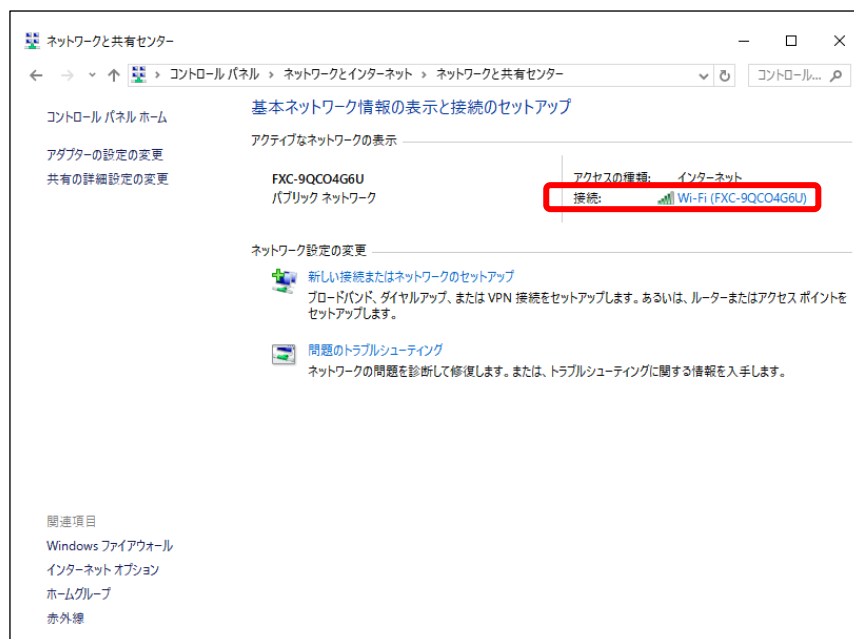 ネットワークと共有センター
コントロール パネル › ネットワークとインターネット › ネットワークと共有センター
コントロール...
コントロール パネル ホーム
アダプターの設定の変更
共有の詳細設定の変更
基本ネットワーク情報の表示と接続のセットアップ
アクティブなネットワークの表示
FXC-9QCO4G6U
パブリック ネットワーク
アクセスの種類: インターネット
接続: Wi-Fi (FXC-9QCO4G6U)
ネットワーク設定の変更
新しい接続またはネットワークのセットアップ
ブロードバンド、ダイヤルアップ、または VPN 接続をセットアップします。あるいは、ルーターまたはアクセス ポイントを
セットアップします。
問題のトラブルシューティング
ネットワークの問題を診断して修復します。または、トラブルシューティングに関する情報を入手します。
関連項目
Windows ファイアウォール
インターネット オプション
ホームグループ
赤外線